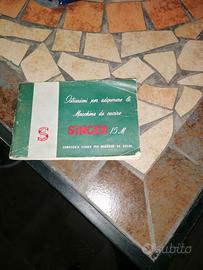 Istruzioni per adoperare la
Macchina da cucire
SINGER 15 M
S
COMPAGNIA SINGER PER MACCHINE DA CUCIRE
subito